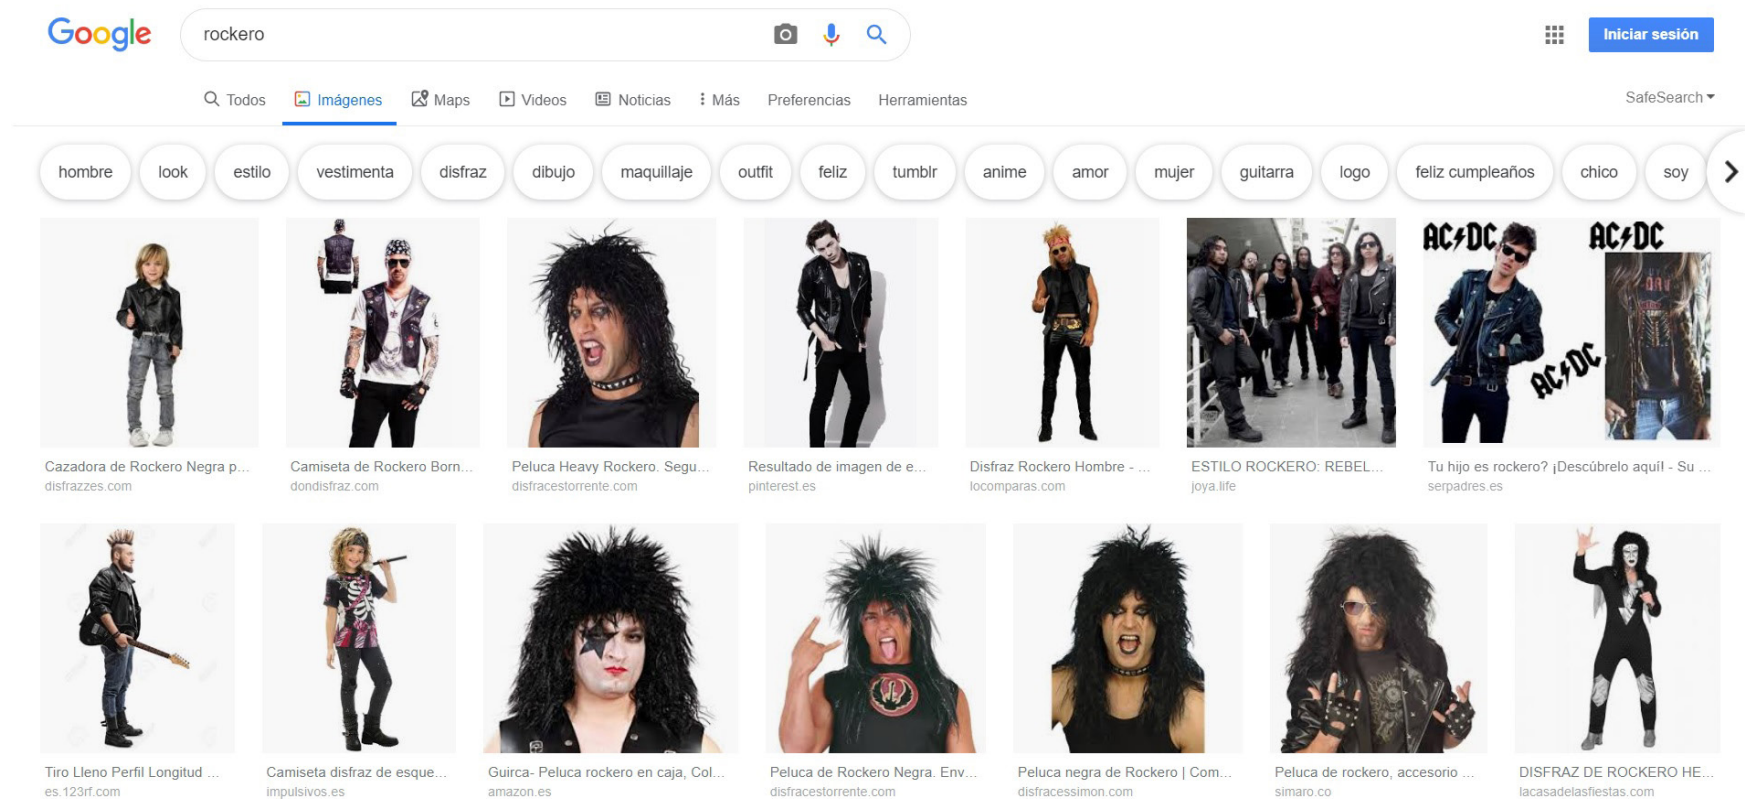 Google
rockero
Iniciar sesión
Todos
Imágenes
Maps
Videos
Noticias
Más
Preferencias
Herramientas
SafeSearch
hombre
look
estilo
vestimenta
disfraz
dibujo
maquillaje
outfit
feliz
tumblr
anime
amor
mujer
guitarra
logo
feliz cumpleaños
chico
soy
AC DC
AC DC
AC DC
Cazadora de Rockero Negra p...
disfrazzes.com
Camiseta de Rockero Born...
dondisfraz.com
Peluca Heavy Rockero. Segu...
disfracestorrente.com
Resultado de imagen de e...
pinterest.es
Disfraz Rockero Hombre - ...
locomparas.com
ESTILO ROCKERO: REBEL...
joya.life
Tu hijo es rockero? ¡Descúbrelo aquí! - Su ...
serpadres.es
Tiro Lleno Perfil Longitud ...
es.123rf.com
Camiseta disfraz de esque...
impulsivos.es
Guirca- Peluca rockero en caja, Col...
amazon.es
Peluca de Rockero Negra. Env...
disfracestorrente.com
Peluca negra de Rockero | Com...
disfracessimon.com
Peluca de rockero, accesorio ...
simaro.co
DISFRAZ DE ROCKERO HE...
lacasadelasfiestas.com